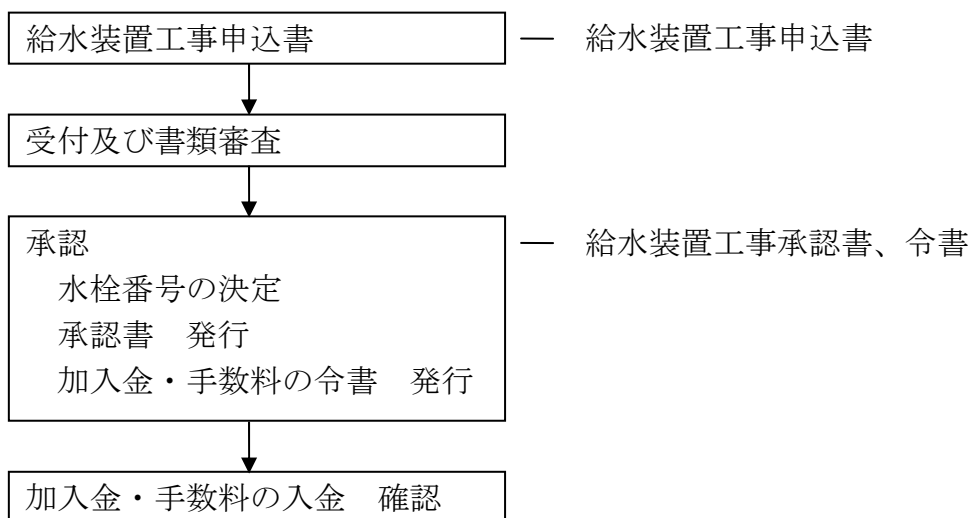 給水装置工事申込書 ― 給水装置工事申込書
受付及び書類審査
承認 ― 給水装置工事承認書、令書
水栓番号の決定
承認書　発行
加入金・手数料の令書　発行
加入金・手数料の入金　確認